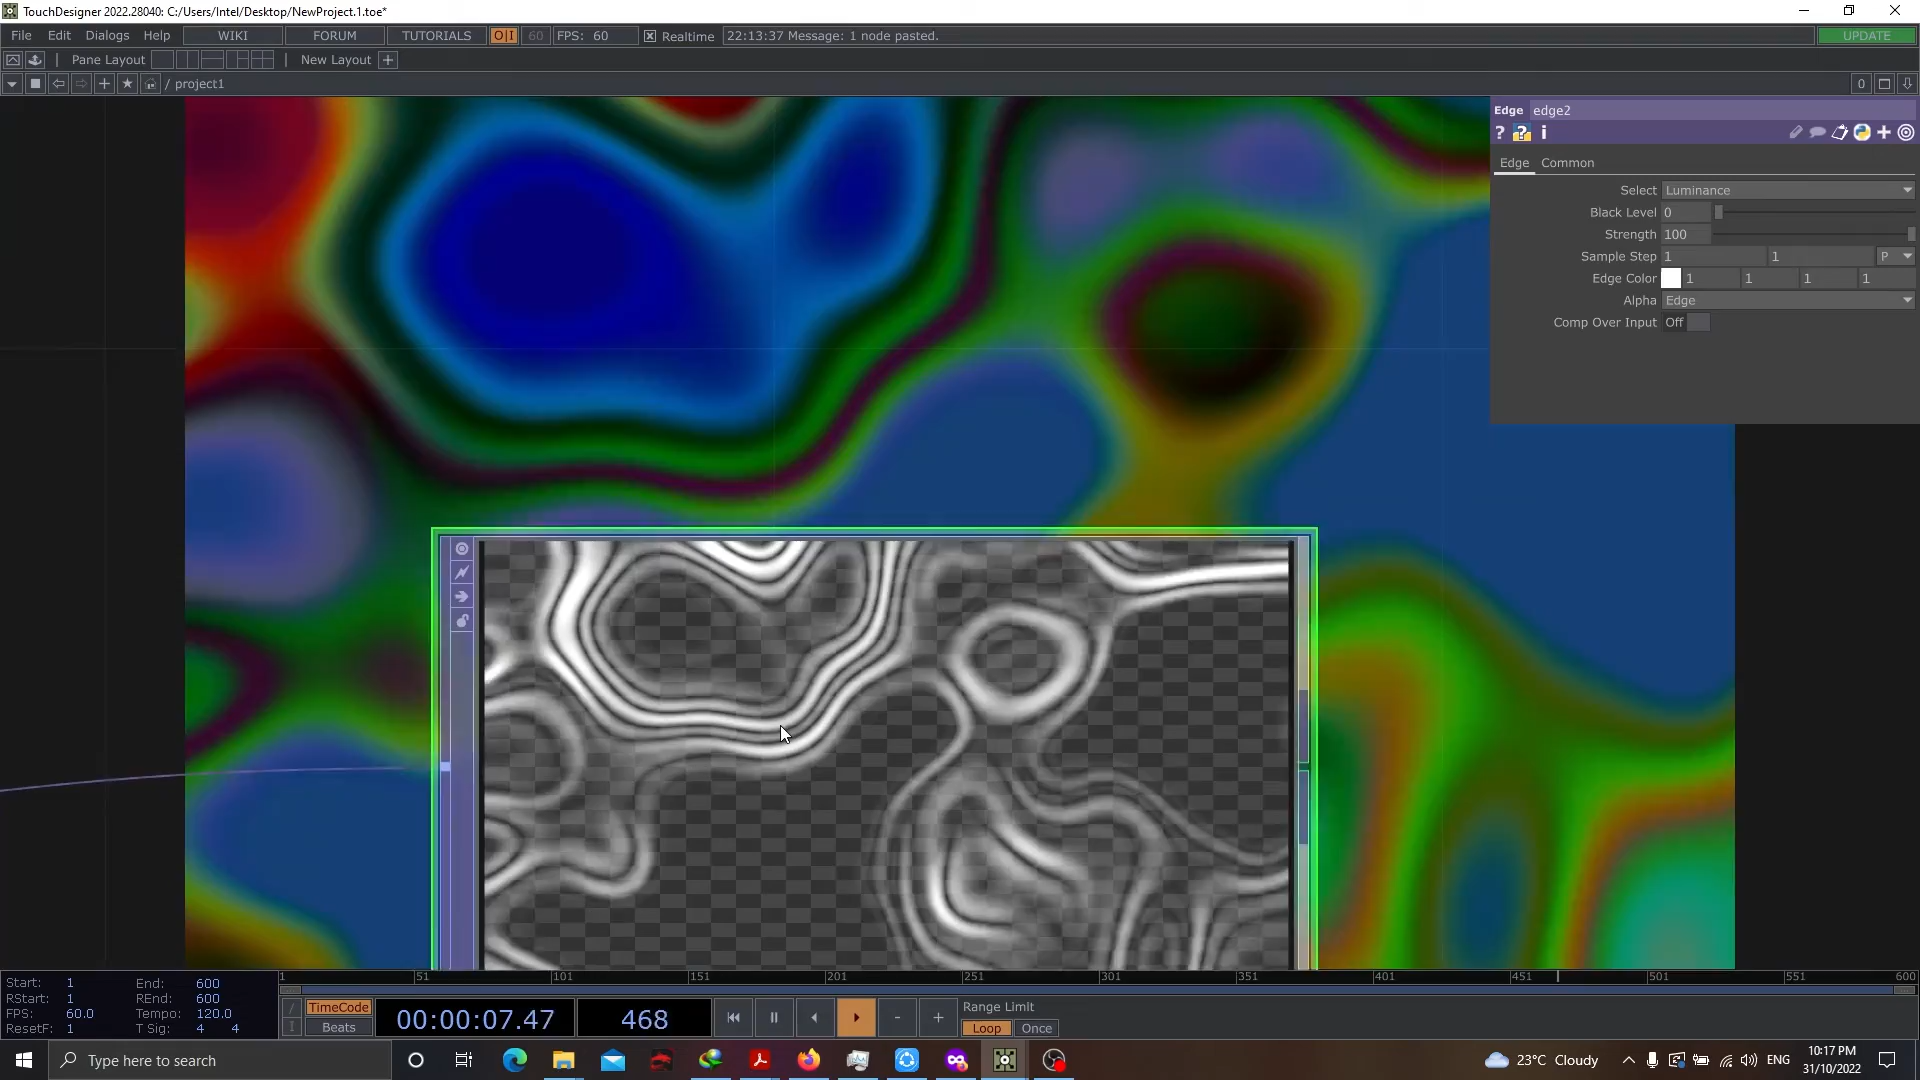 TouchDesigner 2022.28040: C:/Users/Intel/Desktop/NewProject.1.toe*
File Edit Dialogs Help WIKI FORUM TUTORIALS O|I 60 FPS: 60 Realtime 22:13:37 Message: 1 node pasted. UPDATE
Pane Layout New Layout +
/ project1 0
Edge edge2
? ? i
Edge Common
Select Luminance
Black Level 0
Strength 100
Sample Step 1 1 P
Edge Color 1 1 1 1
Alpha Edge
Comp Over Input Off
1 51 101 151 201 251 301 351 401 451 501 551 600
Start: 1 End: 600
RStart: 1 REnd: 600
FPS: 60.0 Tempo: 120.0
ResetF: 1 T Sig: 4 4
TimeCode
Beats
00:00:07.47 468
Range Limit
Loop Once
Type here to search
23°C Cloudy
ENG
10:17 PM
31/10/2022